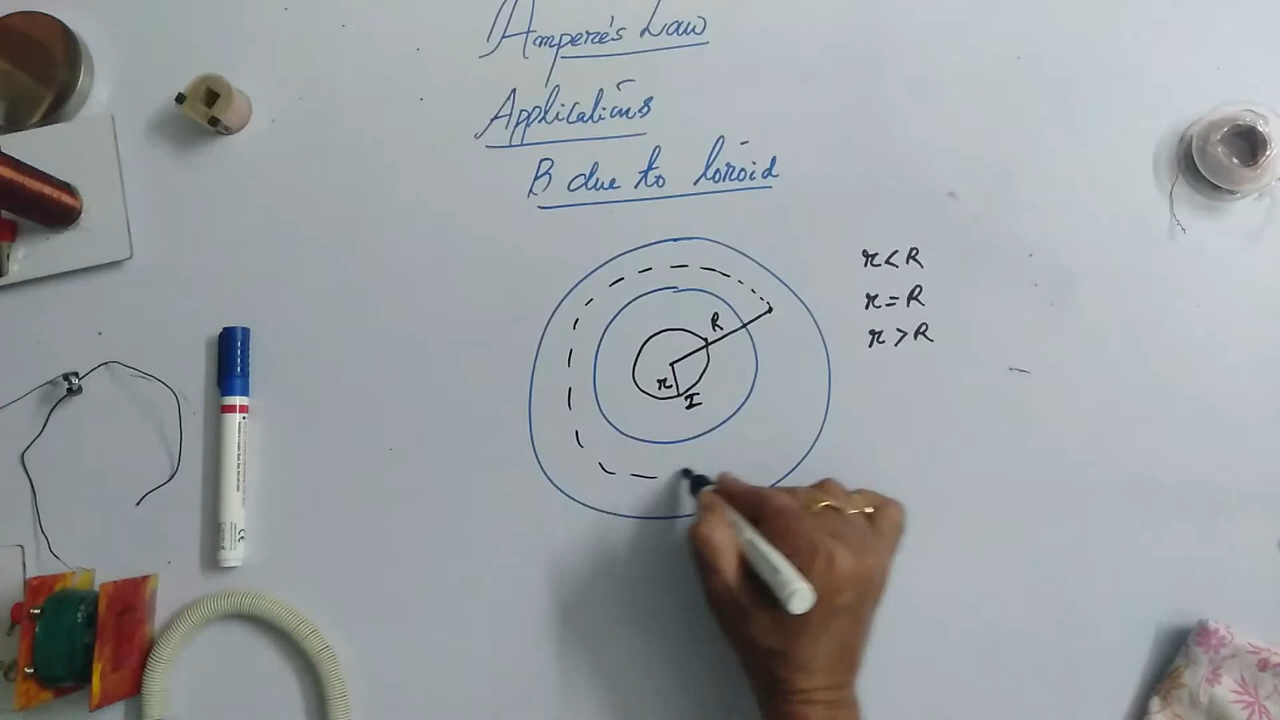 Ampere's Law
Applications
B due to Toroid
r < R
r = R
r > R
R
r
I